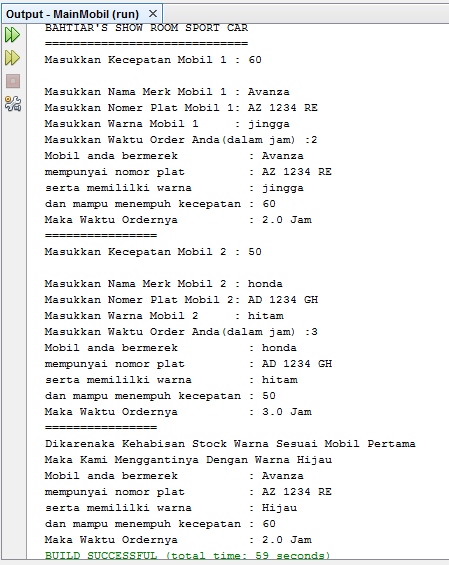 Output - MainMobil (run)
BAHTIAR'S SHOW ROOM SPORT CAR
=============================
Masukkan Kecepatan Mobil 1 : 60
Masukkan Nama Merk Mobil 1 : Avanza
Masukkan Nomer Plat Mobil 1: AZ 1234 RE
Masukkan Warna Mobil 1     : jingga
Masukkan Waktu Order Anda(dalam jam) :2
Mobil anda bermerek          : Avanza
mempunyai nomor plat         : AZ 1234 RE
serta memililki warna        : jingga
dan mampu menempuh kecepatan : 60
Maka Waktu Ordernya          : 2.0 Jam
================
Masukkan Kecepatan Mobil 2 : 50
Masukkan Nama Merk Mobil 2 : honda
Masukkan Nomer Plat Mobil 2: AD 1234 GH
Masukkan Warna Mobil 2     : hitam
Masukkan Waktu Order Anda(dalam jam) :3
Mobil anda bermerek          : honda
mempunyai nomor plat         : AD 1234 GH
serta memililki warna        : hitam
dan mampu menempuh kecepatan : 50
Maka Waktu Ordernya          : 3.0 Jam
================
Dikarenaka Kehabisan Stock Warna Sesuai Mobil Pertama
Maka Kami Menggantinya Dengan Warna Hijau
Mobil anda bermerek          : Avanza
mempunyai nomor plat         : AZ 1234 RE
serta memililki warna        : Hijau
dan mampu menempuh kecepatan : 60
Maka Waktu Ordernya          : 2.0 Jam
BUILD SUCCESSFUL (total time: 59 seconds)